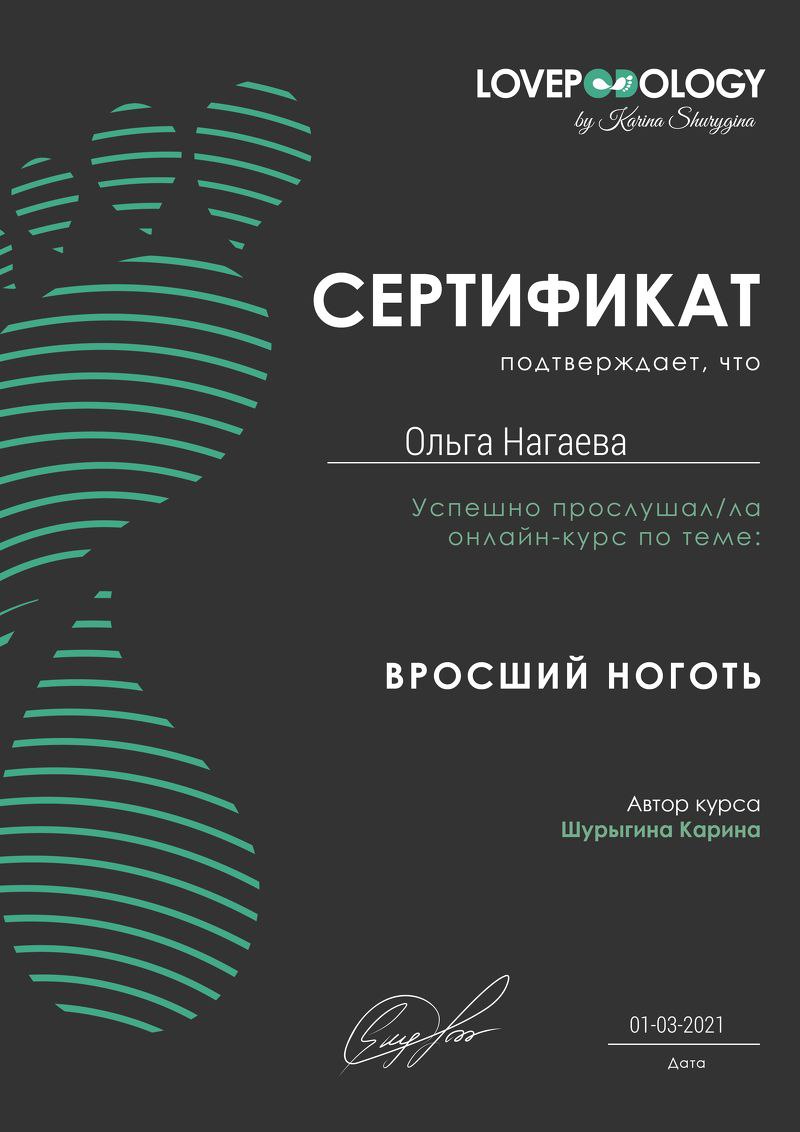 LOVEPODOLOGY
by Karina Shurygina
СЕРТИФИКАТ
подтверждает, что
Ольга Нагаева
Успешно прослушал/ла
онлайн-курс по теме:
ВРОСШИЙ НОГОТЬ
Автор курса
Шурыгина Карина
01-03-2021
Дата